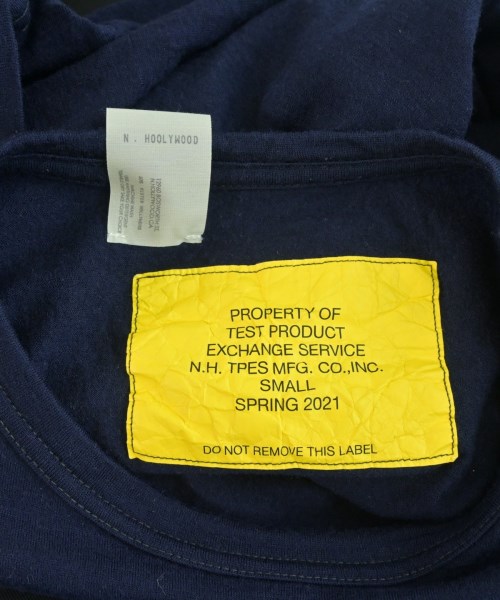 N. HOOLYWOOD
PROPERTY OF
TEST PRODUCT
EXCHANGE SERVICE
N.H. TPES MFG. CO.,INC.
SMALL
SPRING 2021
DO NOT REMOVE THIS LABEL